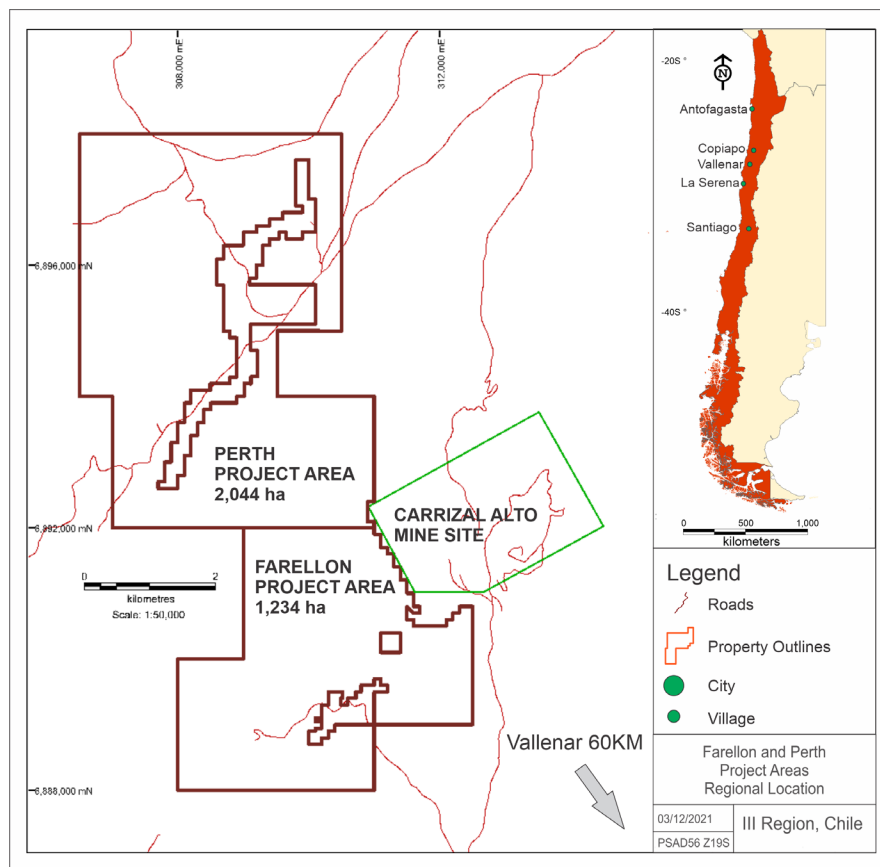 308,000 mE
312,000 mE
6,896,000 mN
6,892,000 mN
6,888,000 mN
PERTH
PROJECT AREA
2,044 ha
CARRIZAL ALTO
MINE SITE
FARELLON
PROJECT AREA
1,234 ha
0 2
kilometres
Scale: 1:50,000
Vallenar 60KM
-20S °
N
Antofagasta
Copiapo
Vallenar
La Serena
Santiago
-40S °
0 500 1,000
kilometers
Legend
Roads
Property Outlines
City
Village
Farellon and Perth
Project Areas
Regional Location
03/12/2021
PSAD56 Z19S
III Region, Chile